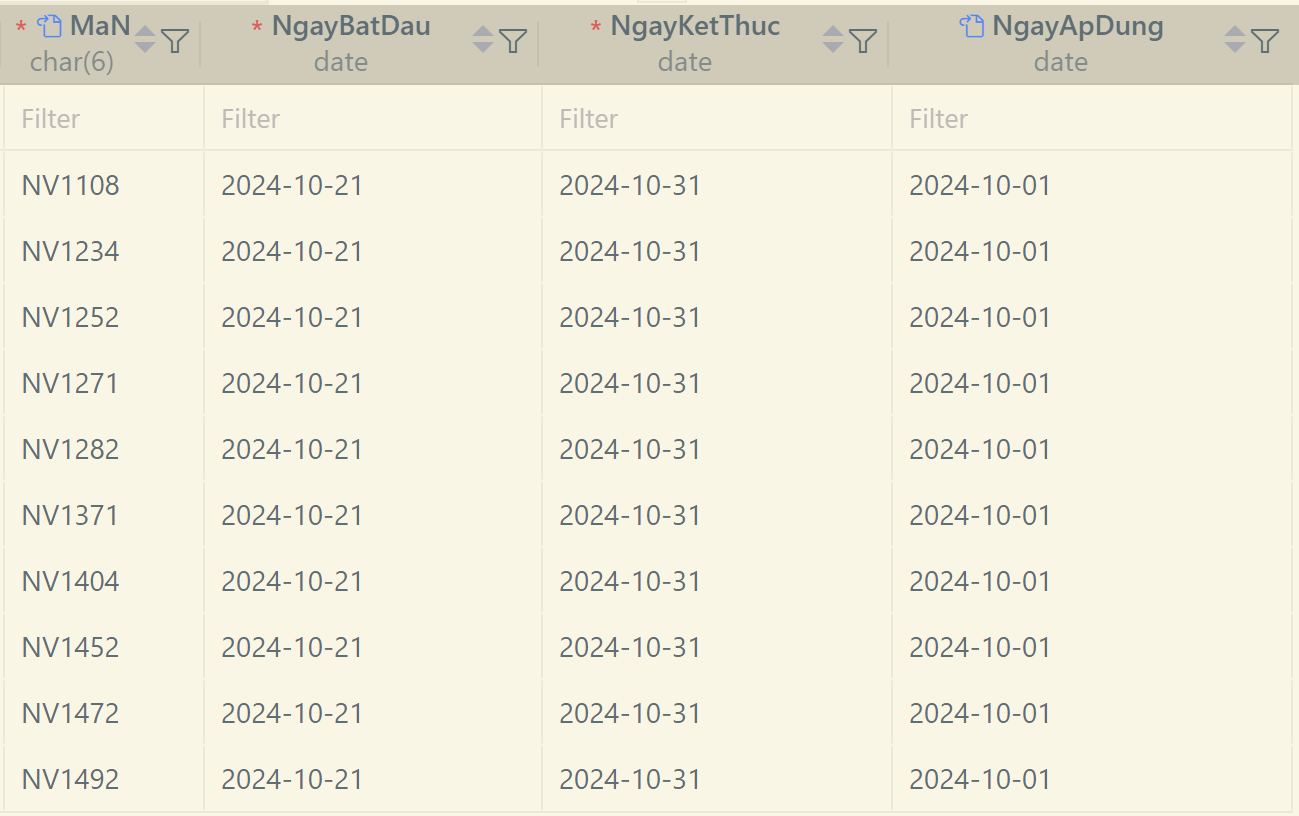 * MaN * NgayBatDau * NgayKetThuc NgayApDung
char(6) date date date
Filter Filter Filter Filter
NV1108 2024-10-21 2024-10-31 2024-10-01
NV1234 2024-10-21 2024-10-31 2024-10-01
NV1252 2024-10-21 2024-10-31 2024-10-01
NV1271 2024-10-21 2024-10-31 2024-10-01
NV1282 2024-10-21 2024-10-31 2024-10-01
NV1371 2024-10-21 2024-10-31 2024-10-01
NV1404 2024-10-21 2024-10-31 2024-10-01
NV1452 2024-10-21 2024-10-31 2024-10-01
NV1472 2024-10-21 2024-10-31 2024-10-01
NV1492 2024-10-21 2024-10-31 2024-10-01